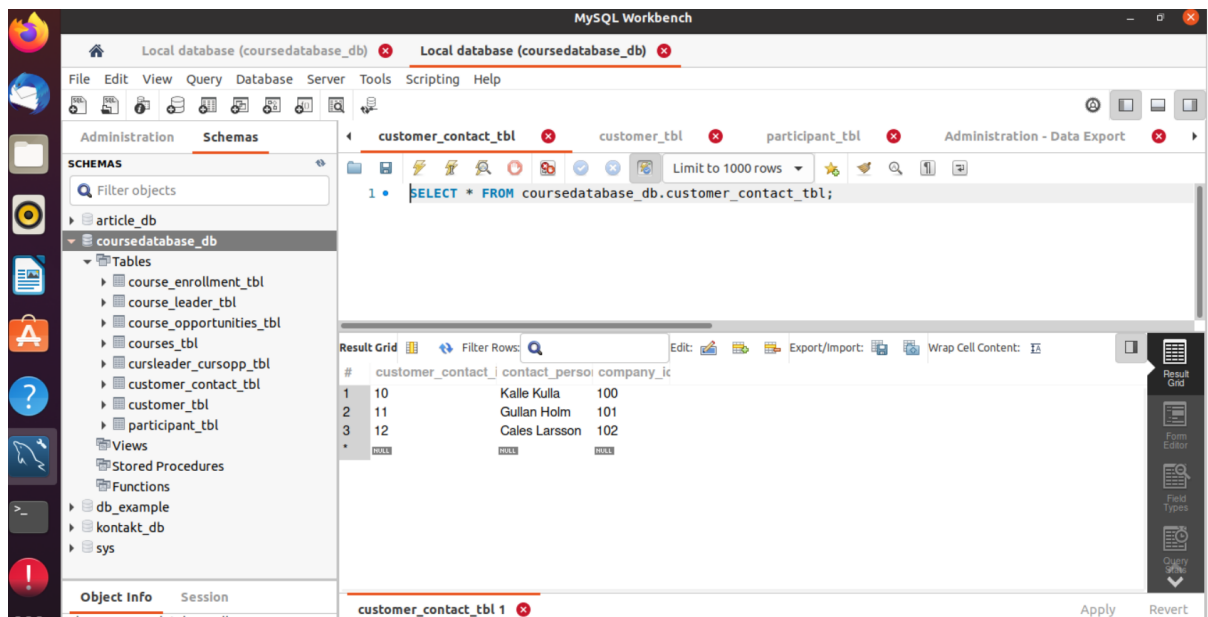 MySQL Workbench
Local database (coursedatabase_db) Local database (coursedatabase_db)
File Edit View Query Database Server Tools Scripting Help
Administration Schemas customer_contact_tbl customer_tbl participant_tbl Administration - Data Export
SCHEMAS
Limit to 1000 rows
Filter objects
1 SELECT * FROM coursedatabase_db.customer_contact_tbl;
article_db
coursedatabase_db
Tables
course_enrollment_tbl
course_leader_tbl
course_opportunities_tbl
courses_tbl
cursleader_cursopp_tbl
customer_contact_tbl
customer_tbl
participant_tbl
Views
Stored Procedures
Functions
db_example
kontakt_db
sys
Object Info Session
Result Grid Filter Rows: Edit: Export/Import: Wrap Cell Content:
# customer_contact_i contact_perso company_ic
1 10 Kalle Kulla 100
2 11 Gullan Holm 101
3 12 Cales Larsson 102
* NULL NULL NULL
Result
Grid
Form
Editor
Field
Types
Query
customer_contact_tbl 1 Apply Revert